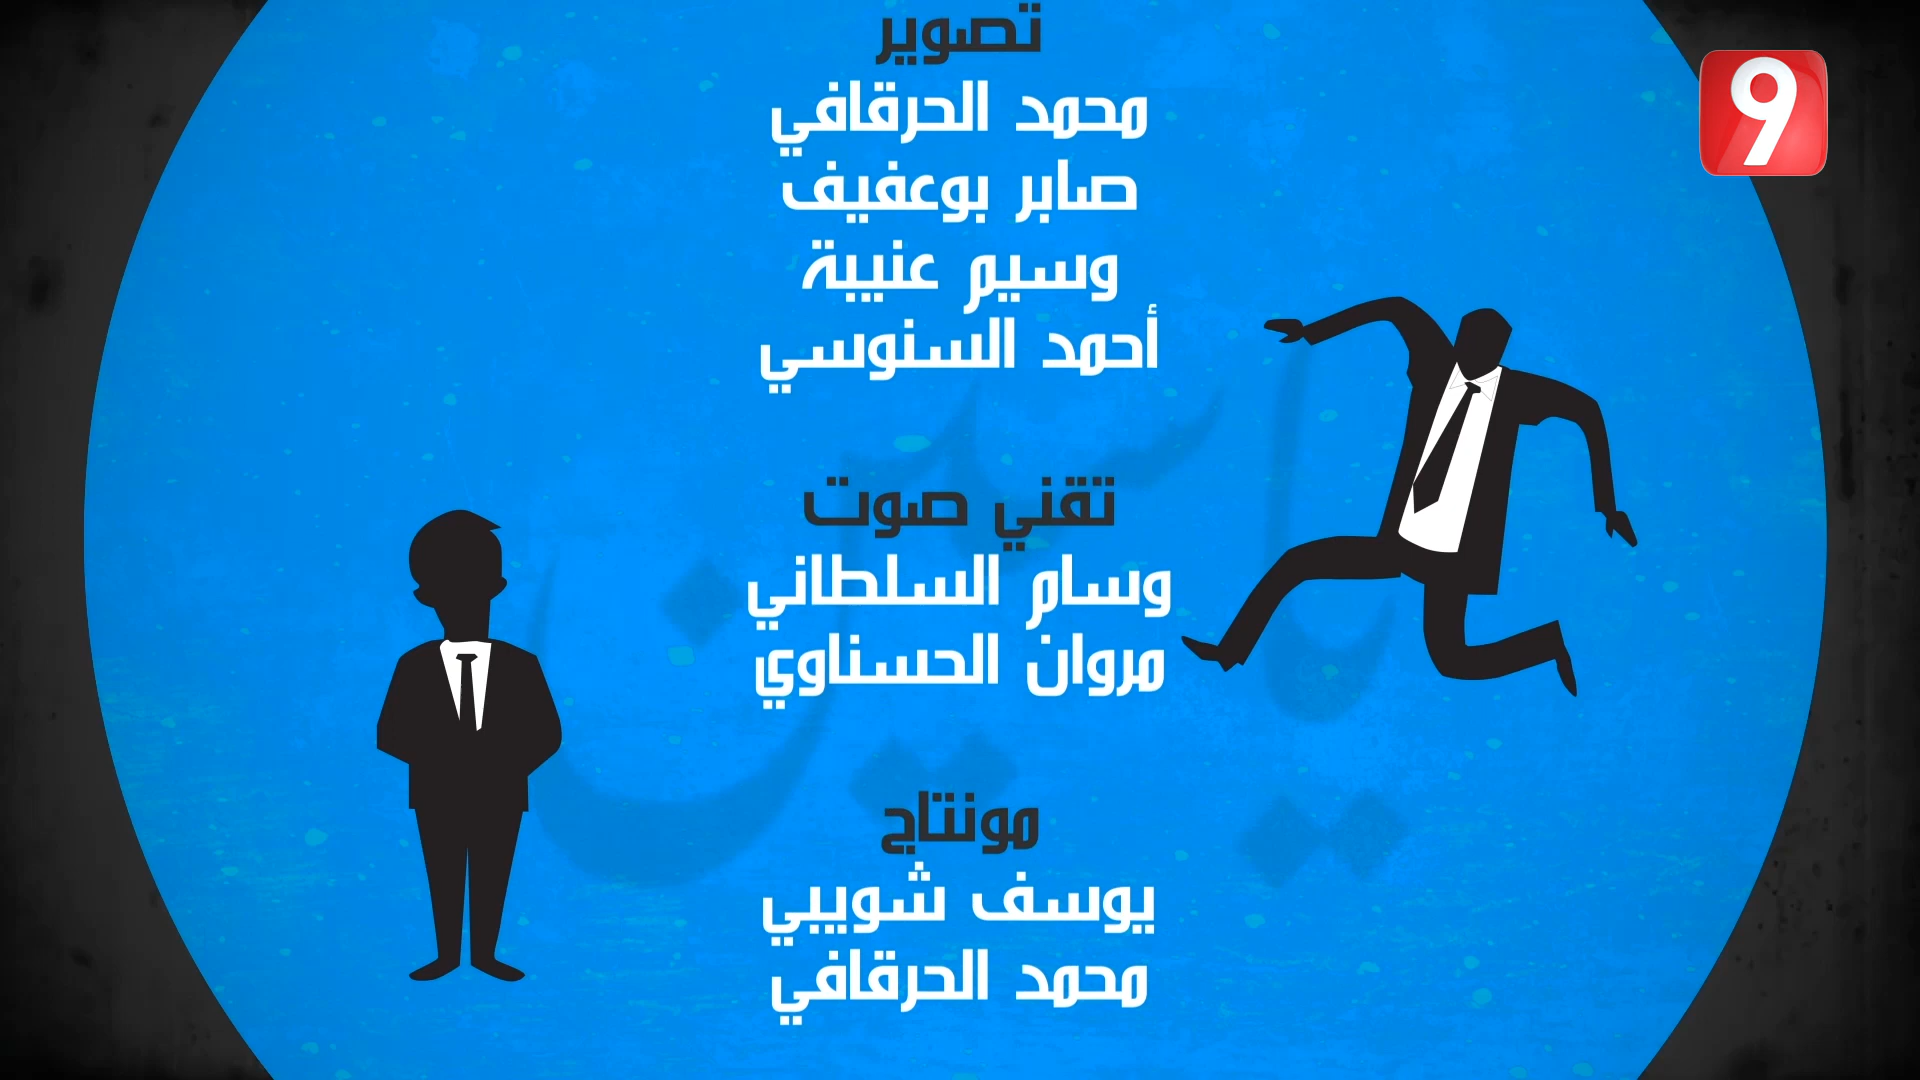 تصوير
9
محمد الحرقافي
صابر بوعفيف
وسيم عنيبة
أحمد السنوسي
تقني صوت
وسام السلطاني
مروان الحسناوي
مونتاج
يوسف شويبي
محمد الحرقافي